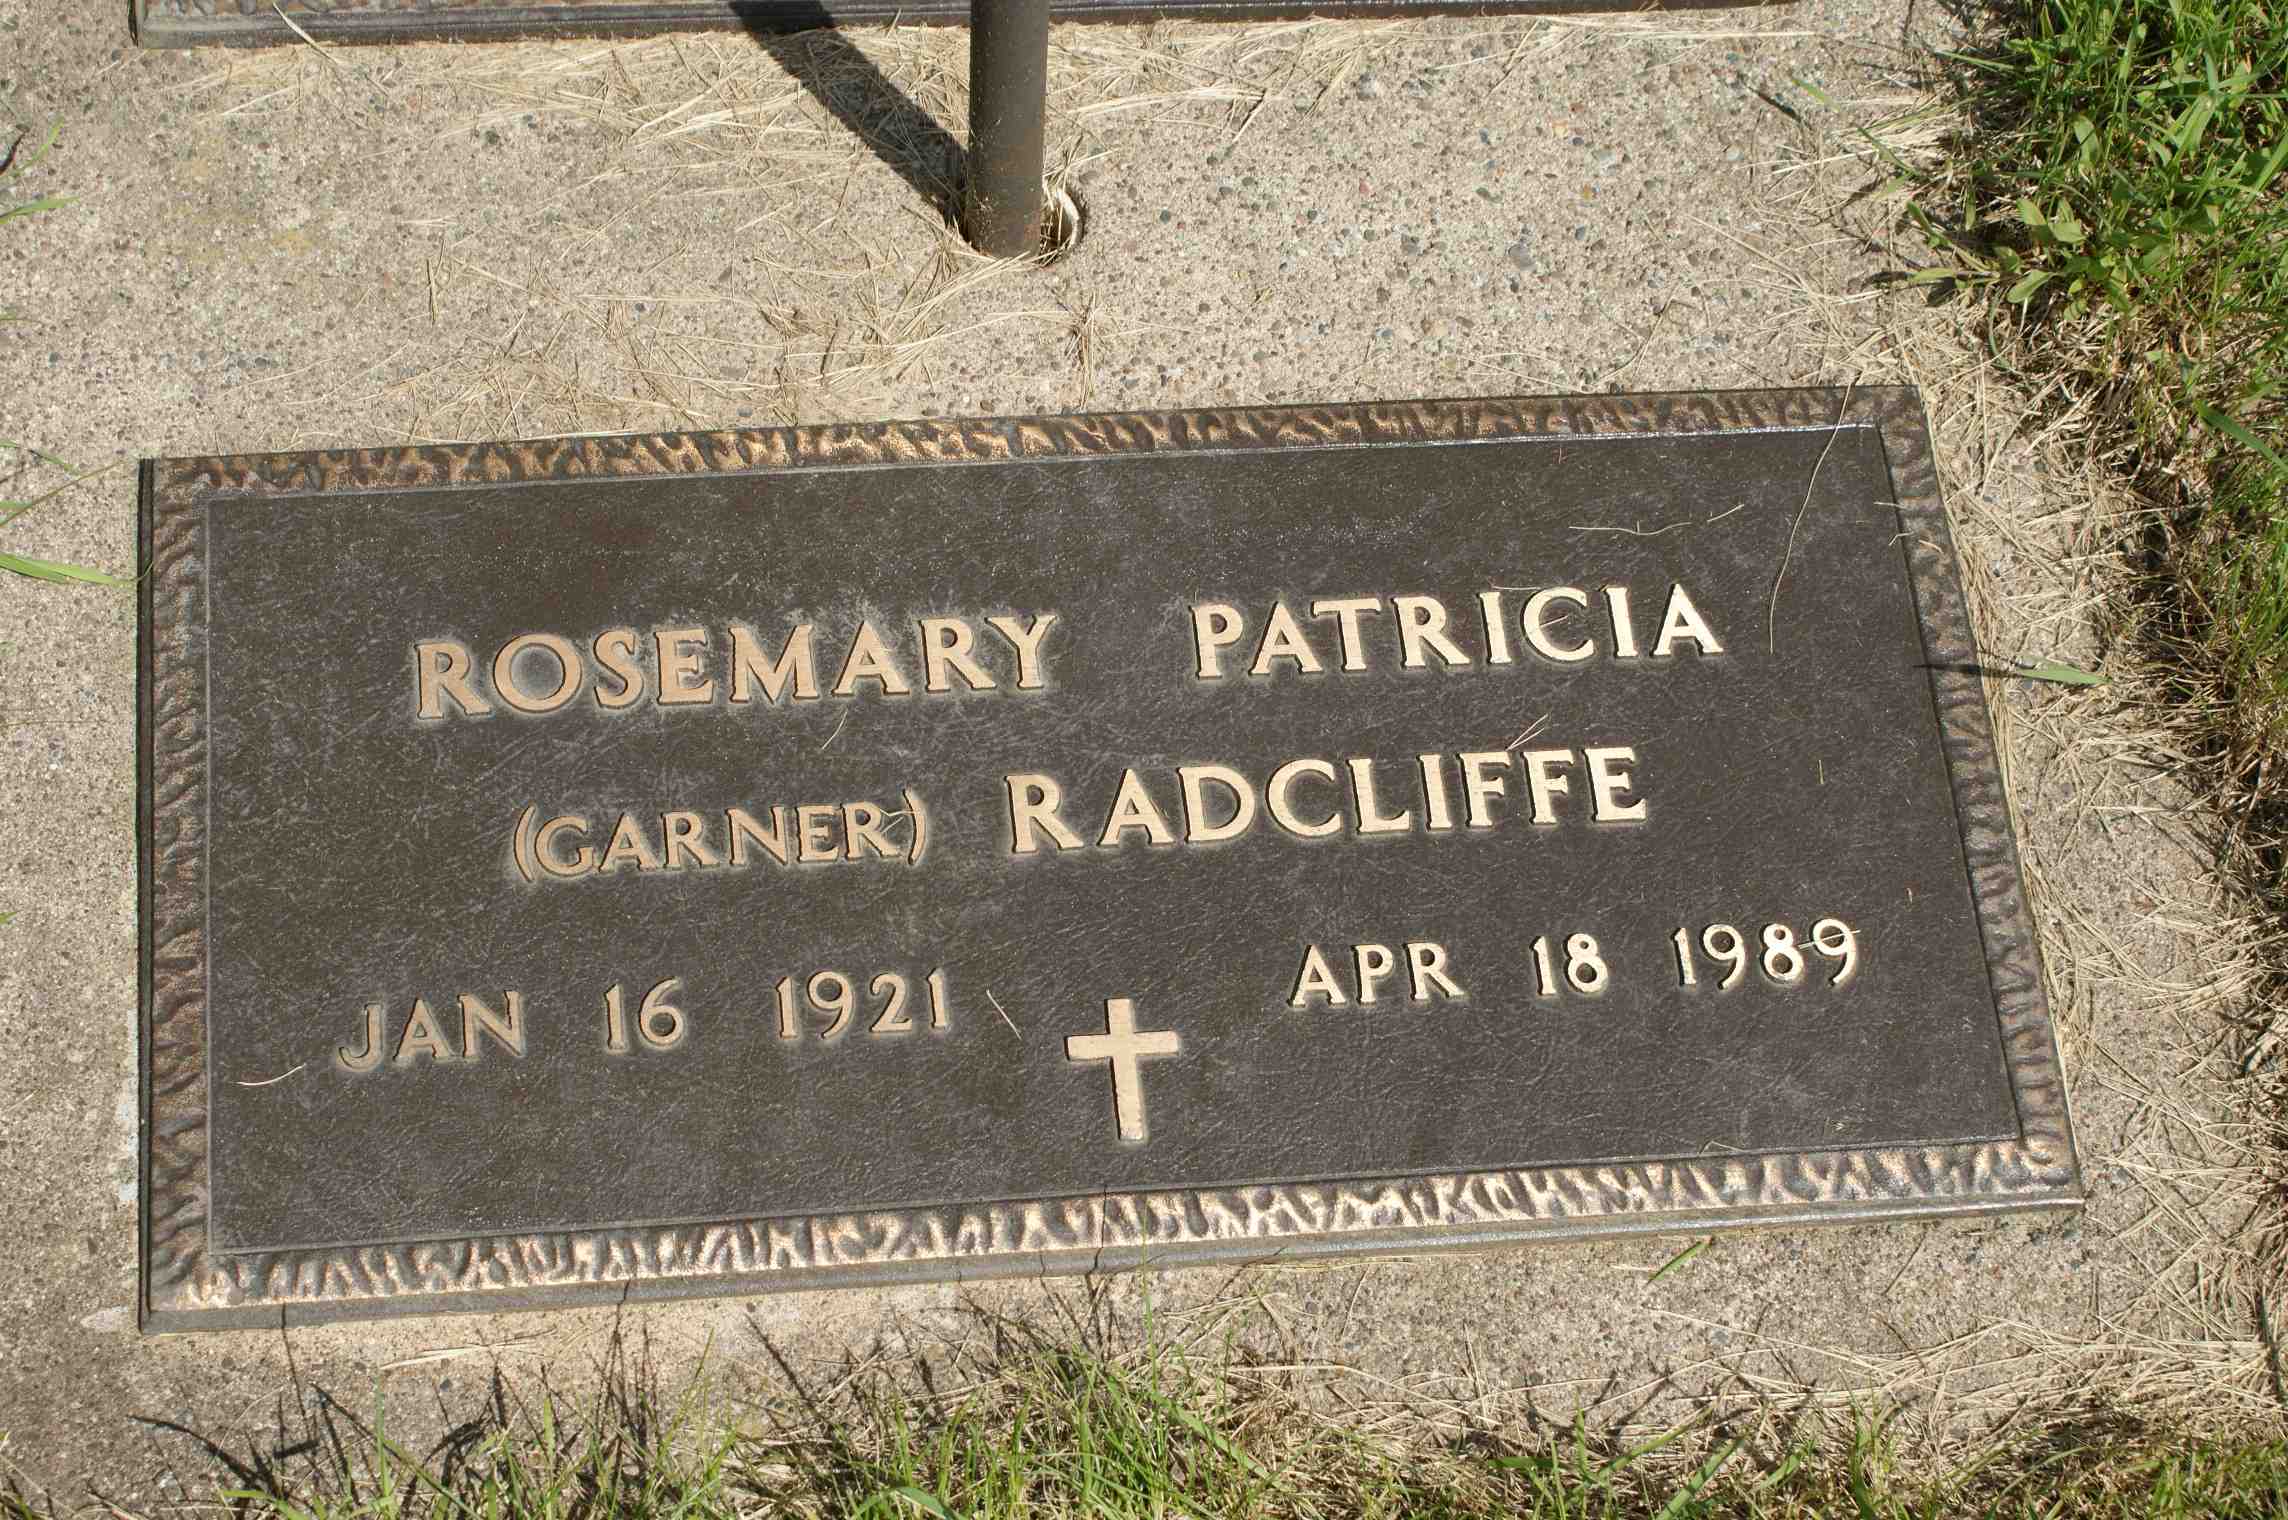 ROSEMARY PATRICIA
(GARNER) RADCLIFFE
JAN 16 1921 APR 18 1989